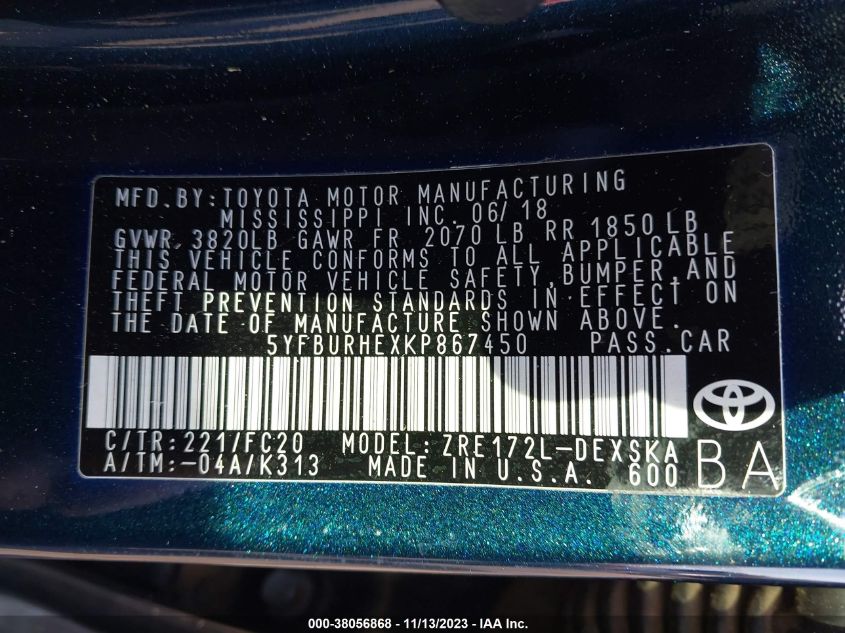 MFD. BY: TOYOTA MOTOR MANUFACTURING
MISSISSIPPI INC. 06/18
GVWR 3820LB GAWR FR 2070 LB RR 1850 LB
THIS VEHICLE CONFORMS TO ALL APPLICABLE
FEDERAL MOTOR VEHICLE SAFETY, BUMPER, AND
THEFT PREVENTION STANDARDS IN EFFECT ON
THE DATE OF MANUFACTURE SHOWN ABOVE.
5YFBURHEXKP867450 PASS. CAR
C/TR: 221/FC20 MODEL: ZRE172L-DEXSKA
A/TM: -04A/K313 MADE IN U.S.A. 600 BA
000-38056868 - 11/13/2023 - IAA Inc.